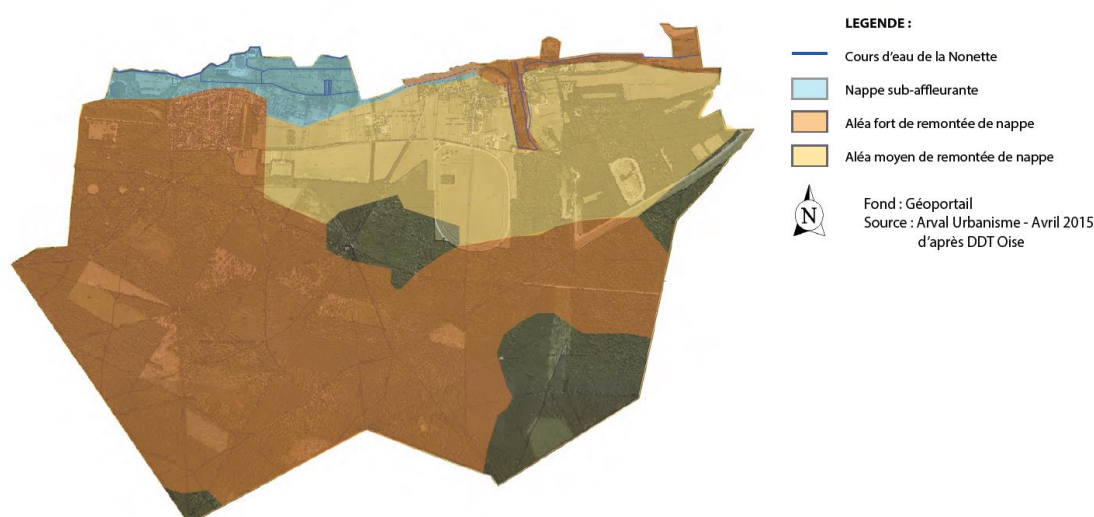 LEGENDE :
Cours d'eau de la Nonette
Nappe sub-affleurante
Aléa fort de remontée de nappe
Aléa moyen de remontée de nappe
N
Fond : Géoportail
Source : Arval Urbanisme - Avril 2015
d'après DDT Oise